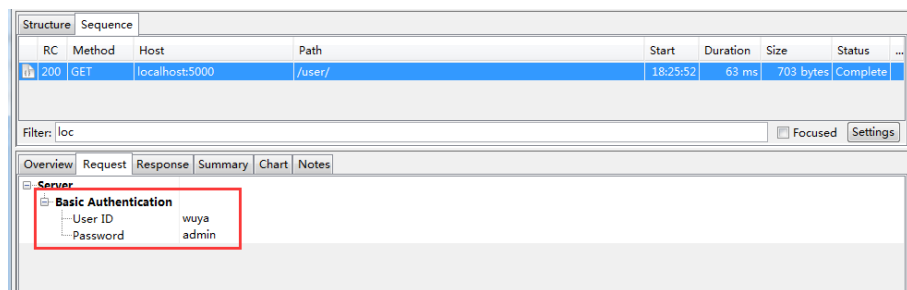 Structure Sequence
RC Method Host Path Start Duration Size Status ...
200 GET localhost:5000 /user/ 18:25:52 63 ms 703 bytes Complete
Filter: loc Focused Settings
Overview Request Response Summary Chart Notes
Server
Basic Authentication
User ID wuya
Password admin